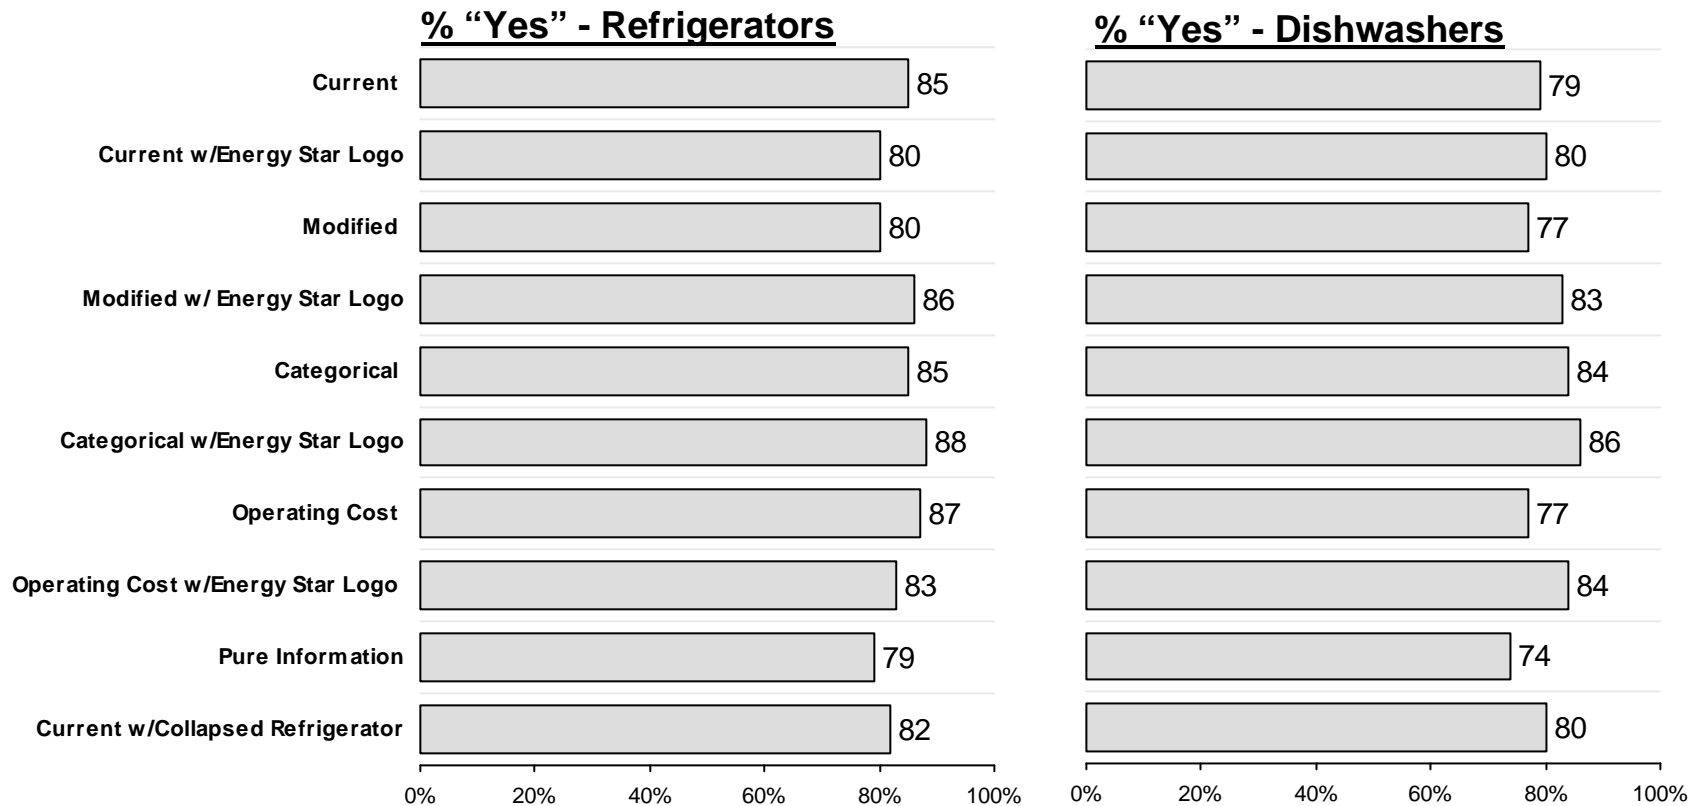 % “Yes” - Refrigerators
% “Yes” - Dishwashers
Current 85 79
Current w/Energy Star Logo 80 80
Modified 80 77
Modified w/ Energy Star Logo 86 83
Categorical 85 84
Categorical w/Energy Star Logo 88 86
Operating Cost 87 77
Operating Cost w/Energy Star Logo 83 84
Pure Information 79 74
Current w/Collapsed Refrigerator 82 80
0% 20% 40% 60% 80% 100%
0% 20% 40% 60% 80% 100%